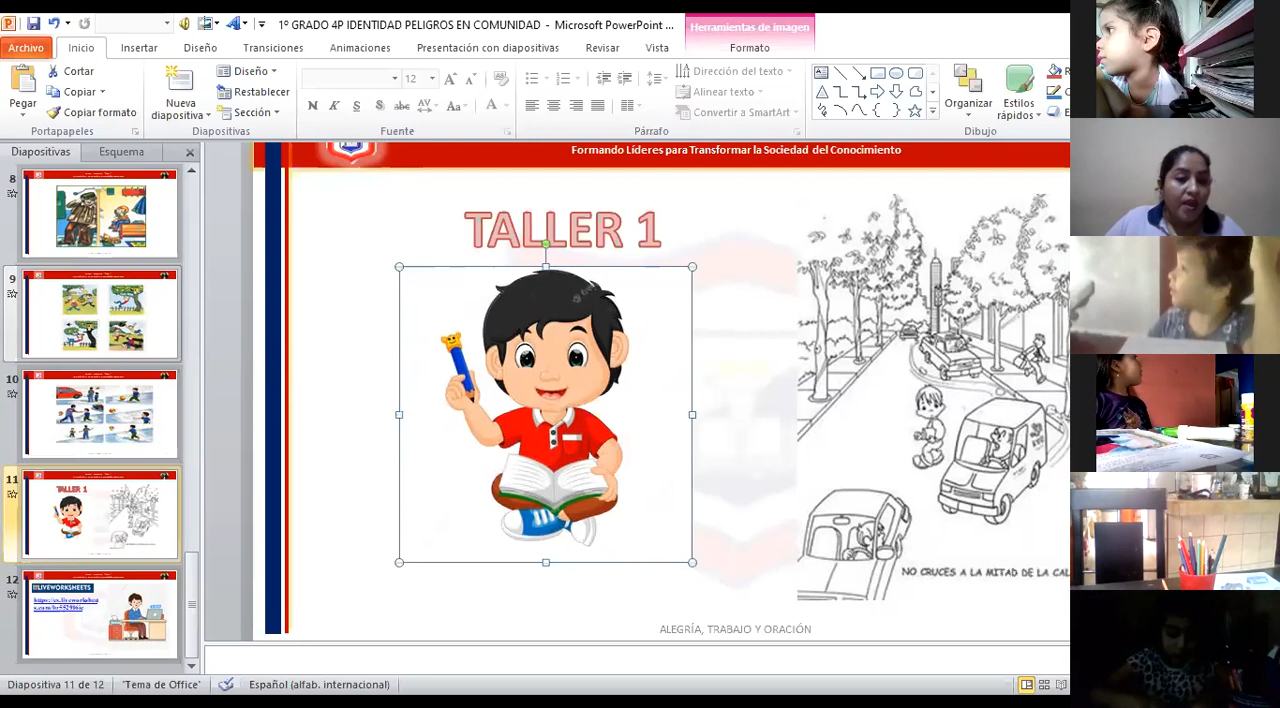 1º GRADO 4P IDENTIDAD PELIGROS EN COMUNIDAD - Microsoft PowerPoint ...
Herramientas de imagen
Archivo Inicio Insertar Diseño Transiciones Animaciones Presentación con diapositivas Revisar Vista Formato
Pegar
Cortar
Copiar
Copiar formato
Portapapeles
Nueva diapositiva
Diseño
Restablecer
Sección
Diapositivas
12
N K S S abc AV Aa A
Fuente
Párrafo
Dirección del texto
Alinear texto
Convertir a SmartArt
Organizar
Estilos rápidos
Dibujo
Diapositivas Esquema
8
9
10
11
TALLER 1
12
LIVEWORKSHEETS
Formando Líderes para Transformar la Sociedad del Conocimiento
TALLER 1
NO CRUCES A LA MITAD DE LA CAL
ALEGRÍA, TRABAJO Y ORACIÓN
Diapositiva 11 de 12 "Tema de Office" Español (alfab. internacional)